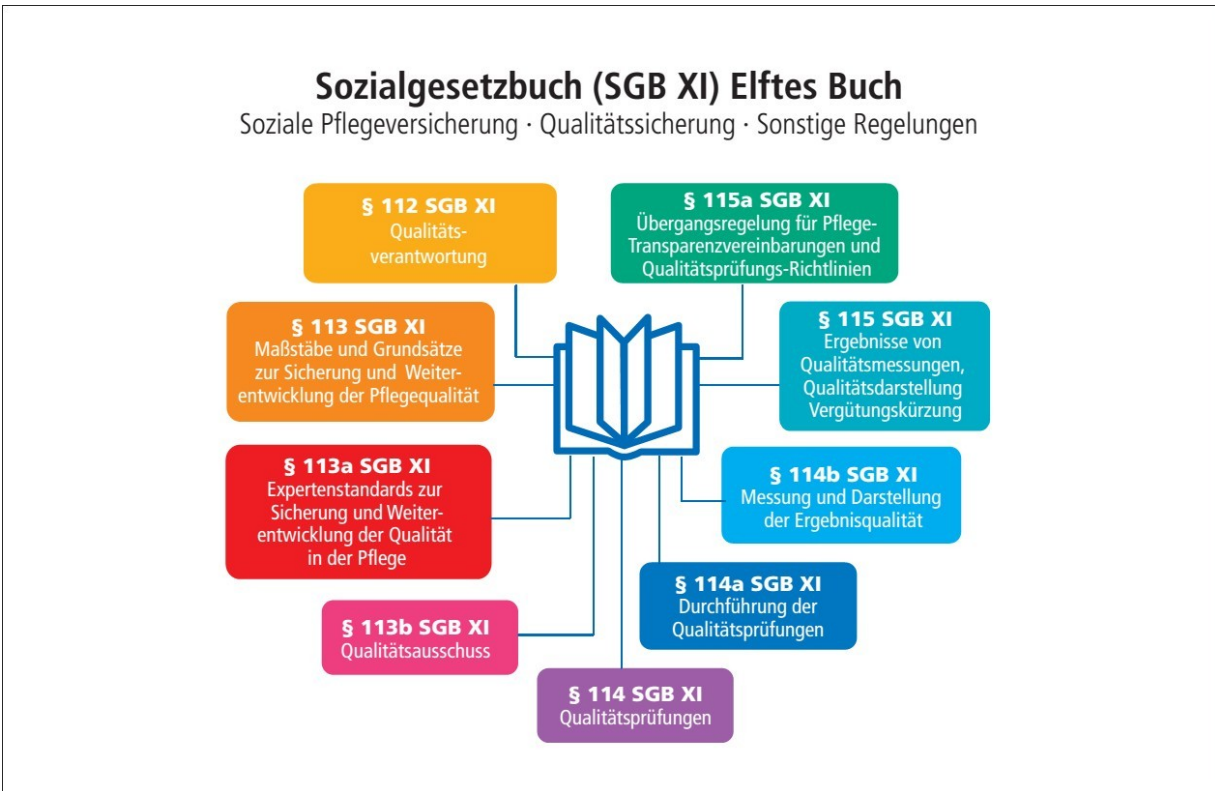 Sozialgesetzbuch (SGB XI) Elftes Buch
Soziale Pflegeversicherung · Qualitätssicherung · Sonstige Regelungen
§ 112 SGB XI
Qualitäts-
verantwortung
§ 115a SGB XI
Übergangsregelung für Pflege-
Transparenzvereinbarungen und
Qualitätsprüfungs-Richtlinien
§ 113 SGB XI
Maßstäbe und Grundsätze
zur Sicherung und Weiter-
entwicklung der Pflegequalität
§ 115 SGB XI
Ergebnisse von
Qualitätsmessungen,
Qualitätsdarstellung
Vergütungskürzung
§ 113a SGB XI
Expertenstandards zur
Sicherung und Weiter-
entwicklung der Qualität
in der Pflege
§ 114b SGB XI
Messung und Darstellung
der Ergebnisqualität
§ 114a SGB XI
Durchführung der
Qualitätsprüfungen
§ 113b SGB XI
Qualitätsausschuss
§ 114 SGB XI
Qualitätsprüfungen